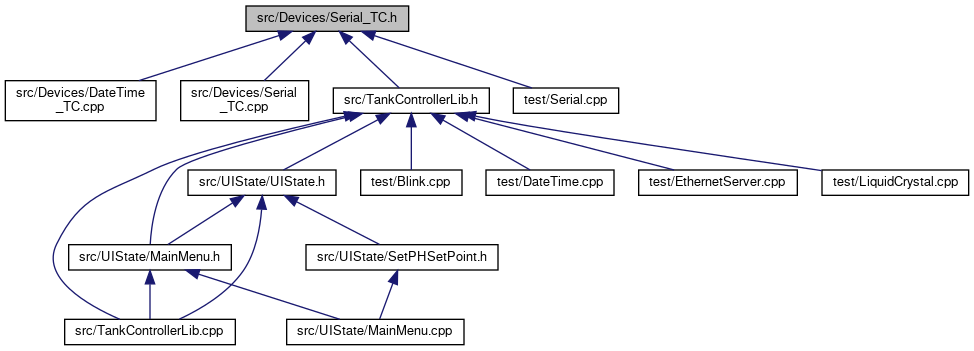 src/Devices/Serial_TC.h
src/Devices/DateTime
_TC.cpp
src/Devices/Serial
_TC.cpp
src/TankControllerLib.h
test/Serial.cpp
src/UIState/UIState.h
test/Blink.cpp
test/DateTime.cpp
test/EthernetServer.cpp
test/LiquidCrystal.cpp
src/UIState/MainMenu.h
src/UIState/SetPHSetPoint.h
src/TankControllerLib.cpp
src/UIState/MainMenu.cpp